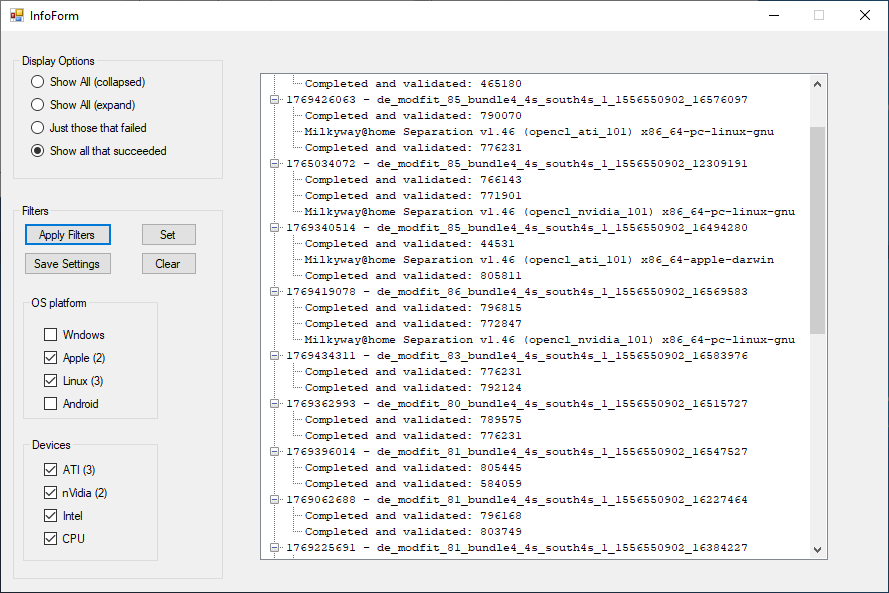 InfoForm
Display Options
Show All (collapsed)
Show All (expand)
Just those that failed
Show all that succeeded
Filters
Apply Filters
Set
Save Settings
Clear
OS platform
Wndows
Apple (2)
Linux (3)
Android
Devices
ATI (3)
nVidia (2)
Intel
CPU
Completed and validated: 465180
1769426063 - de_modfit_85_bundle4_4s_south4s_1_1556550902_16576097
Completed and validated: 790070
Milkyway@home Separation v1.46 (opencl_ati_101) x86_64-pc-linux-gnu
Completed and validated: 776231
1765034072 - de_modfit_85_bundle4_4s_south4s_1_1556550902_12309191
Completed and validated: 766143
Completed and validated: 771901
Milkyway@home Separation v1.46 (opencl_nvidia_101) x86_64-pc-linux-gnu
1769340514 - de_modfit_85_bundle4_4s_south4s_1_1556550902_16494280
Completed and validated: 44531
Milkyway@home Separation v1.46 (opencl_ati_101) x86_64-apple-darwin
Completed and validated: 805811
1769419078 - de_modfit_86_bundle4_4s_south4s_1_1556550902_16569583
Completed and validated: 796815
Completed and validated: 772847
Milkyway@home Separation v1.46 (opencl_nvidia_101) x86_64-pc-linux-gnu
1769434311 - de_modfit_83_bundle4_4s_south4s_1_1556550902_16583976
Completed and validated: 776231
Completed and validated: 792124
1769362993 - de_modfit_80_bundle4_4s_south4s_1_1556550902_16515727
Completed and validated: 789575
Completed and validated: 776231
1769396014 - de_modfit_81_bundle4_4s_south4s_1_1556550902_16547527
Completed and validated: 805445
Completed and validated: 584059
1769062688 - de_modfit_81_bundle4_4s_south4s_1_1556550902_16227464
Completed and validated: 796168
Completed and validated: 803749
1769225691 - de_modfit_81_bundle4_4s_south4s_1_1556550902_16384227